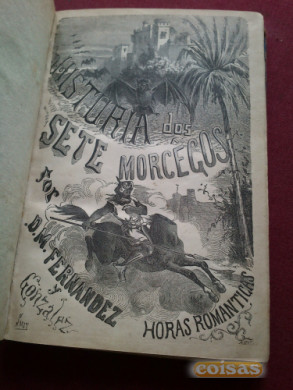 HISTORIA dos
SETE MORCEGOS
POR
D. M. FERNANDEZ
Y
GONZALEZ
HORAS ROMANTICAS
coisas